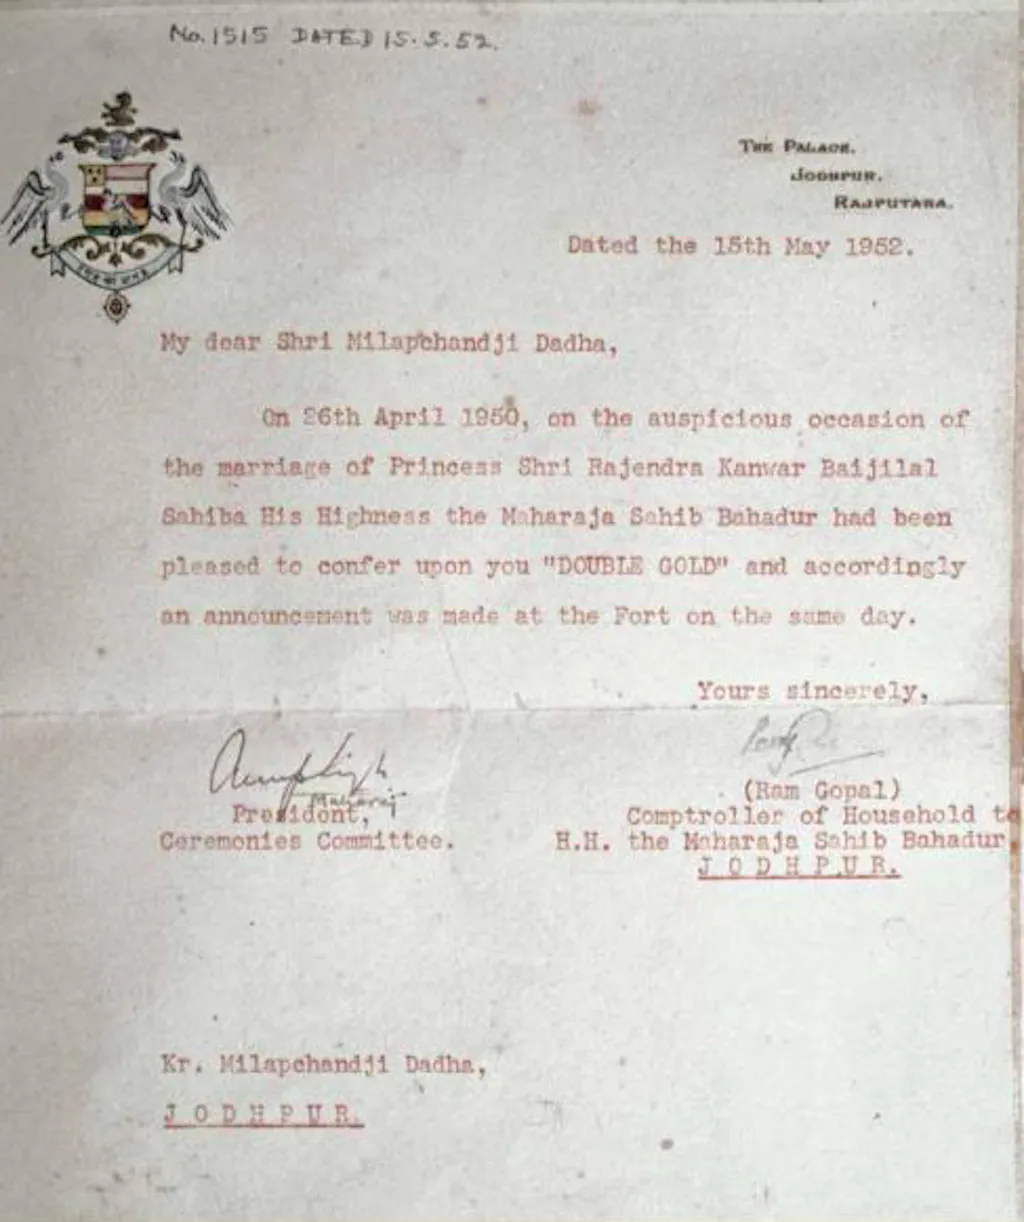 No. 1515 DATED 15.5.52.
THE PALACE.
JODHPUR.
RAJPUTANA.
Dated the 15th May 1952.
My dear Shri Milapchandji Dadha,
On 26th April 1950, on the auspicious occasion of
the marriage of Princess Shri Rajendra Kanwar Baijilal
Sahiba His Highness the Maharaja Sahib Bahadur had been
pleased to confer upon you "DOUBLE GOLD" and accordingly
an announcement was made at the Fort on the same day.
Yours sincerely,
Maharaj
President,
Ceremonies Committee.
(Ram Gopal)
Comptroller of Household to
H.H. the Maharaja Sahib Bahadur
J O D H P U R.
Kr. Milapchandji Dadha,
J O D H P U R.